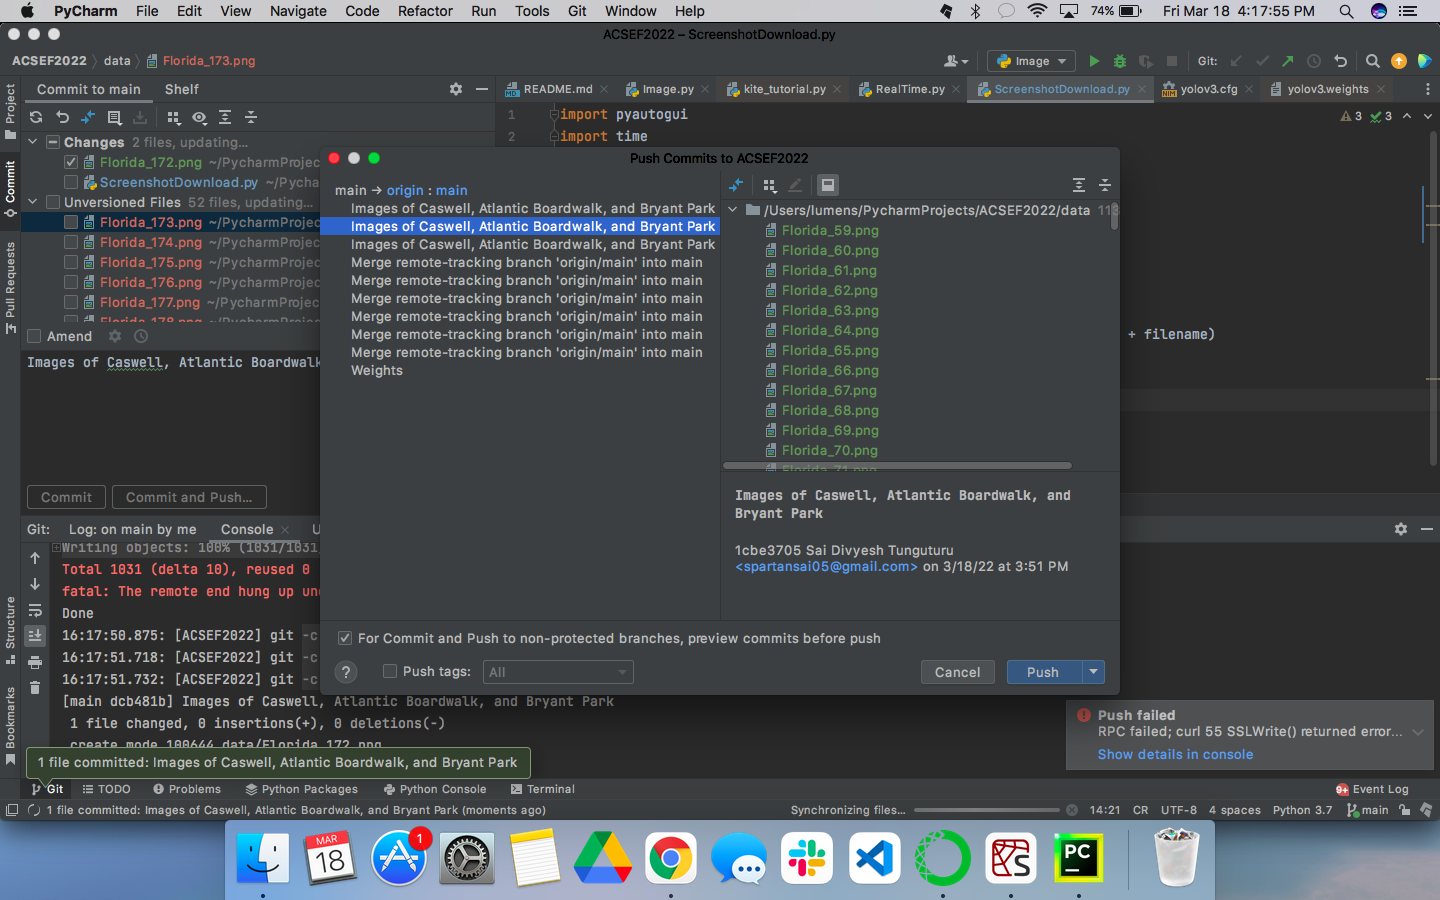 PyCharm File Edit View Navigate Code Refactor Run Tools Git Window Help 74% Fri Mar 18 4:17:55 PM
ACSEF2022 – ScreenshotDownload.py
ACSEF2022 data Florida_173.png Image Git:
Project
Commit
Pull Requests
Structure
Bookmarks
Commit to main Shelf
README.md Image.py kite_tutorial.py RealTime.py ScreenshotDownload.py yolov3.cfg yolov3.weights
1 import pyautogui
2 import time
3 3
+ filename)
Changes 2 files, updating...
Florida_172.png ~/PycharmProjec
ScreenshotDownload.py ~/Pycha
Unversioned Files 52 files, updating...
Florida_173.png ~/PycharmProjec
Florida_174.png ~/PycharmProjec
Florida_175.png ~/PycharmProjec
Florida_176.png ~/PycharmProjec
Florida_177.png ~/PycharmProjec
Florida_178.png ~/PycharmProjec
Amend
Images of Caswell, Atlantic Boardwalk
Commit Commit and Push...
Push Commits to ACSEF2022
main → origin : main
Images of Caswell, Atlantic Boardwalk, and Bryant Park
Images of Caswell, Atlantic Boardwalk, and Bryant Park
Images of Caswell, Atlantic Boardwalk, and Bryant Park
Merge remote-tracking branch 'origin/main' into main
Merge remote-tracking branch 'origin/main' into main
Merge remote-tracking branch 'origin/main' into main
Merge remote-tracking branch 'origin/main' into main
Merge remote-tracking branch 'origin/main' into main
Merge remote-tracking branch 'origin/main' into main
Weights
/Users/lumens/PycharmProjects/ACSEF2022/data
Florida_59.png
Florida_60.png
Florida_61.png
Florida_62.png
Florida_63.png
Florida_64.png
Florida_65.png
Florida_66.png
Florida_67.png
Florida_68.png
Florida_69.png
Florida_70.png
Florida_71.png
Images of Caswell, Atlantic Boardwalk, and
Bryant Park
1cbe3705 Sai Divyesh Tunguturu
<spartansai05@gmail.com> on 3/18/22 at 3:51 PM
For Commit and Push to non-protected branches, preview commits before push
? Push tags: All Cancel Push
Git: Log: on main by me Console
Writing objects: 100% (1031/1031
Total 1031 (delta 10), reused 0
fatal: The remote end hung up un
Done
16:17:50.875: [ACSEF2022] git -c
16:17:51.718: [ACSEF2022] git -c
16:17:51.732: [ACSEF2022] git -c
[main dcb481b] Images of Caswell, Atlantic Boardwalk, and Bryant Park
1 file changed, 0 insertions(+), 0 deletions(-)
create mode 100644 data/Florida_172.png
Push failed
RPC failed; curl 55 SSLWrite() returned error...
Show details in console
1 file committed: Images of Caswell, Atlantic Boardwalk, and Bryant Park
Git TODO Problems Python Packages Python Console Terminal 9+ Event Log
1 file committed: Images of Caswell, Atlantic Boardwalk, and Bryant Park (moments ago) Synchronizing files... 14:21 CR UTF-8 4 spaces Python 3.7 main
MAR
18
1
PC